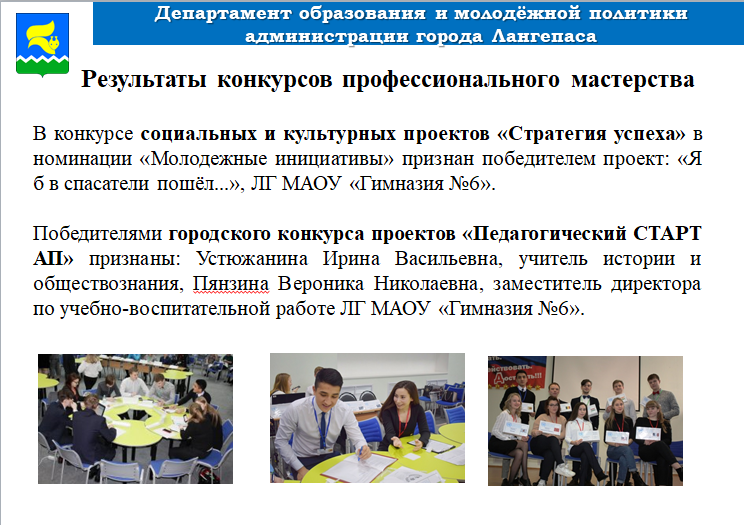 Департамент образования и молодёжной политики
администрации города Лангепаса
Результаты конкурсов профессионального мастерства
В конкурсе социальных и культурных проектов «Стратегия успеха» в
номинации «Молодежные инициативы» признан победителем проект: «Я
б в спасатели пошёл...», ЛГ МАОУ «Гимназия №6».
Победителями городского конкурса проектов «Педагогический СТАРТ
АП» признаны: Устюжанина Ирина Васильевна, учитель истории и
обществознания, Пянзина Вероника Николаевна, заместитель директора
по учебно-воспитательной работе ЛГ МАОУ «Гимназия №6».